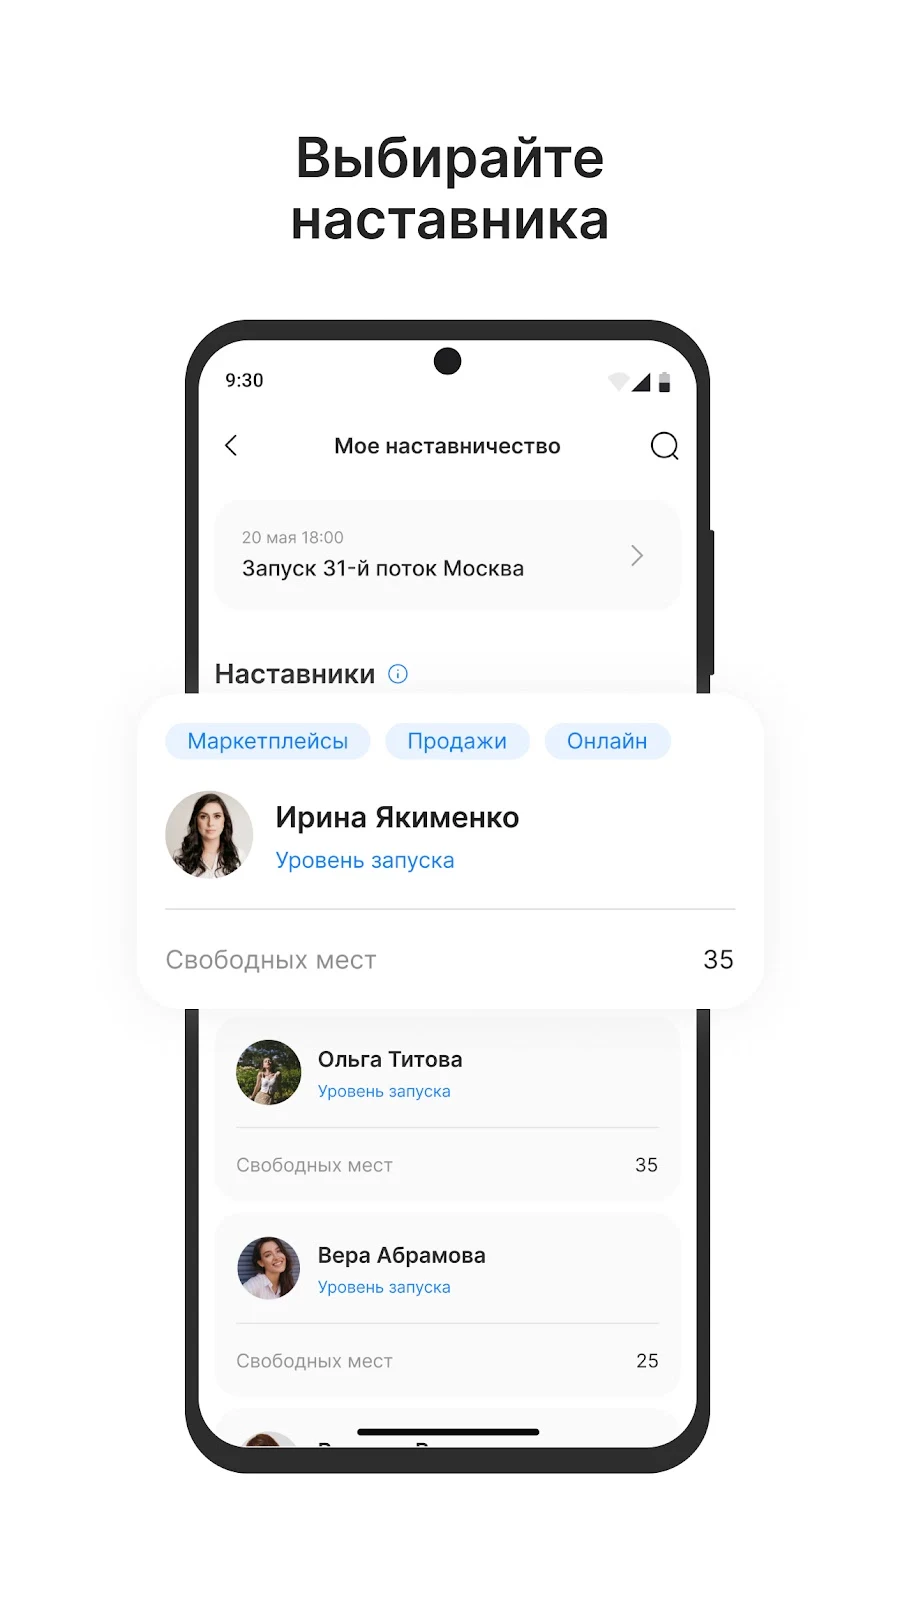 Выбирайте
наставника
9:30
Мое наставничество
20 мая 18:00
Запуск 31-й поток Москва
Наставники
Маркетплейсы Продажи Онлайн
Ирина Якименко
Уровень запуска
Свободных мест 35
Ольга Титова
Уровень запуска
Свободных мест 35
Вера Абрамова
Уровень запуска
Свободных мест 25